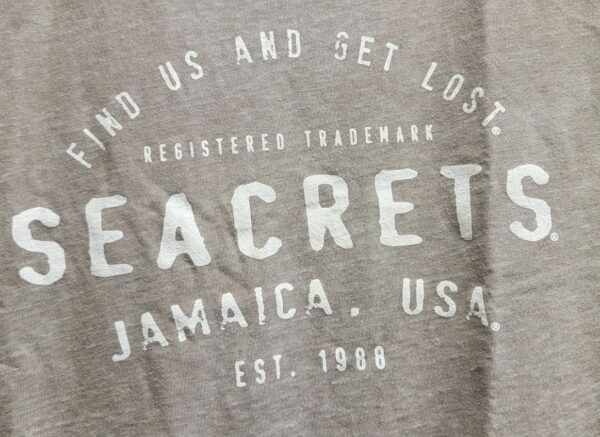 FIND US AND GET LOST.®
REGISTERED TRADEMARK
SEACRETS®
JAMAICA, USA®
EST. 1988